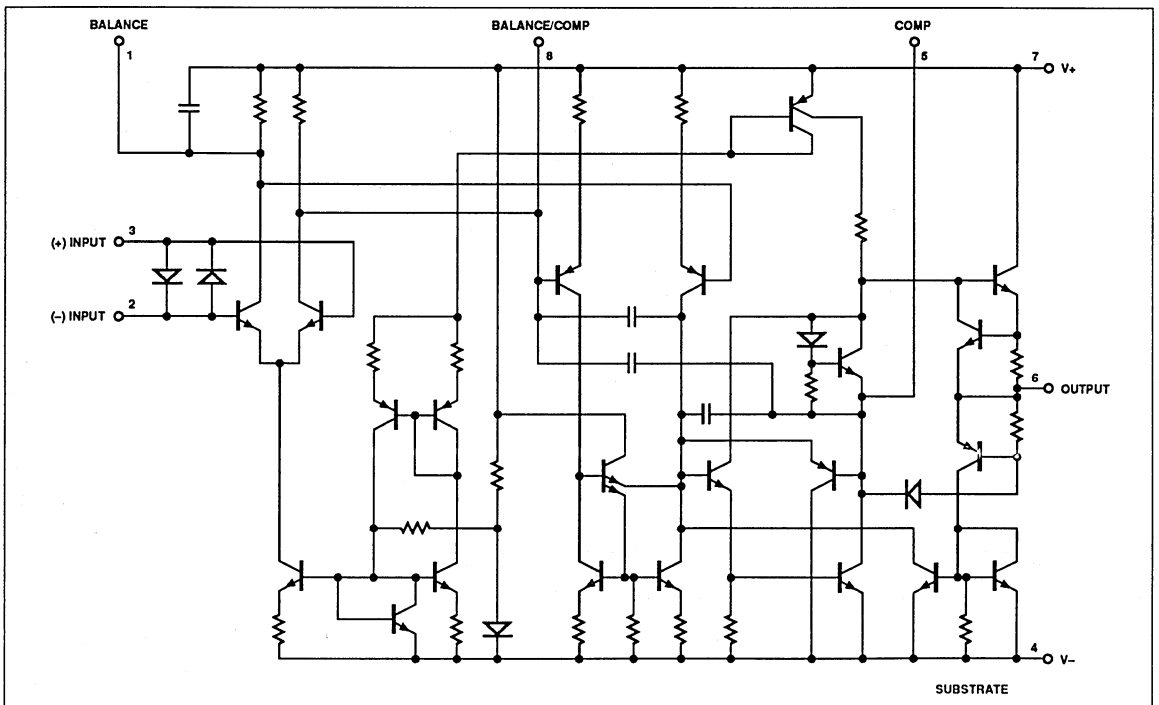 BALANCE
1
BALANCE/COMP
8
COMP
5
7
V+
3
(+) INPUT
2
(–) INPUT
6
OUTPUT
4
V–
SUBSTRATE